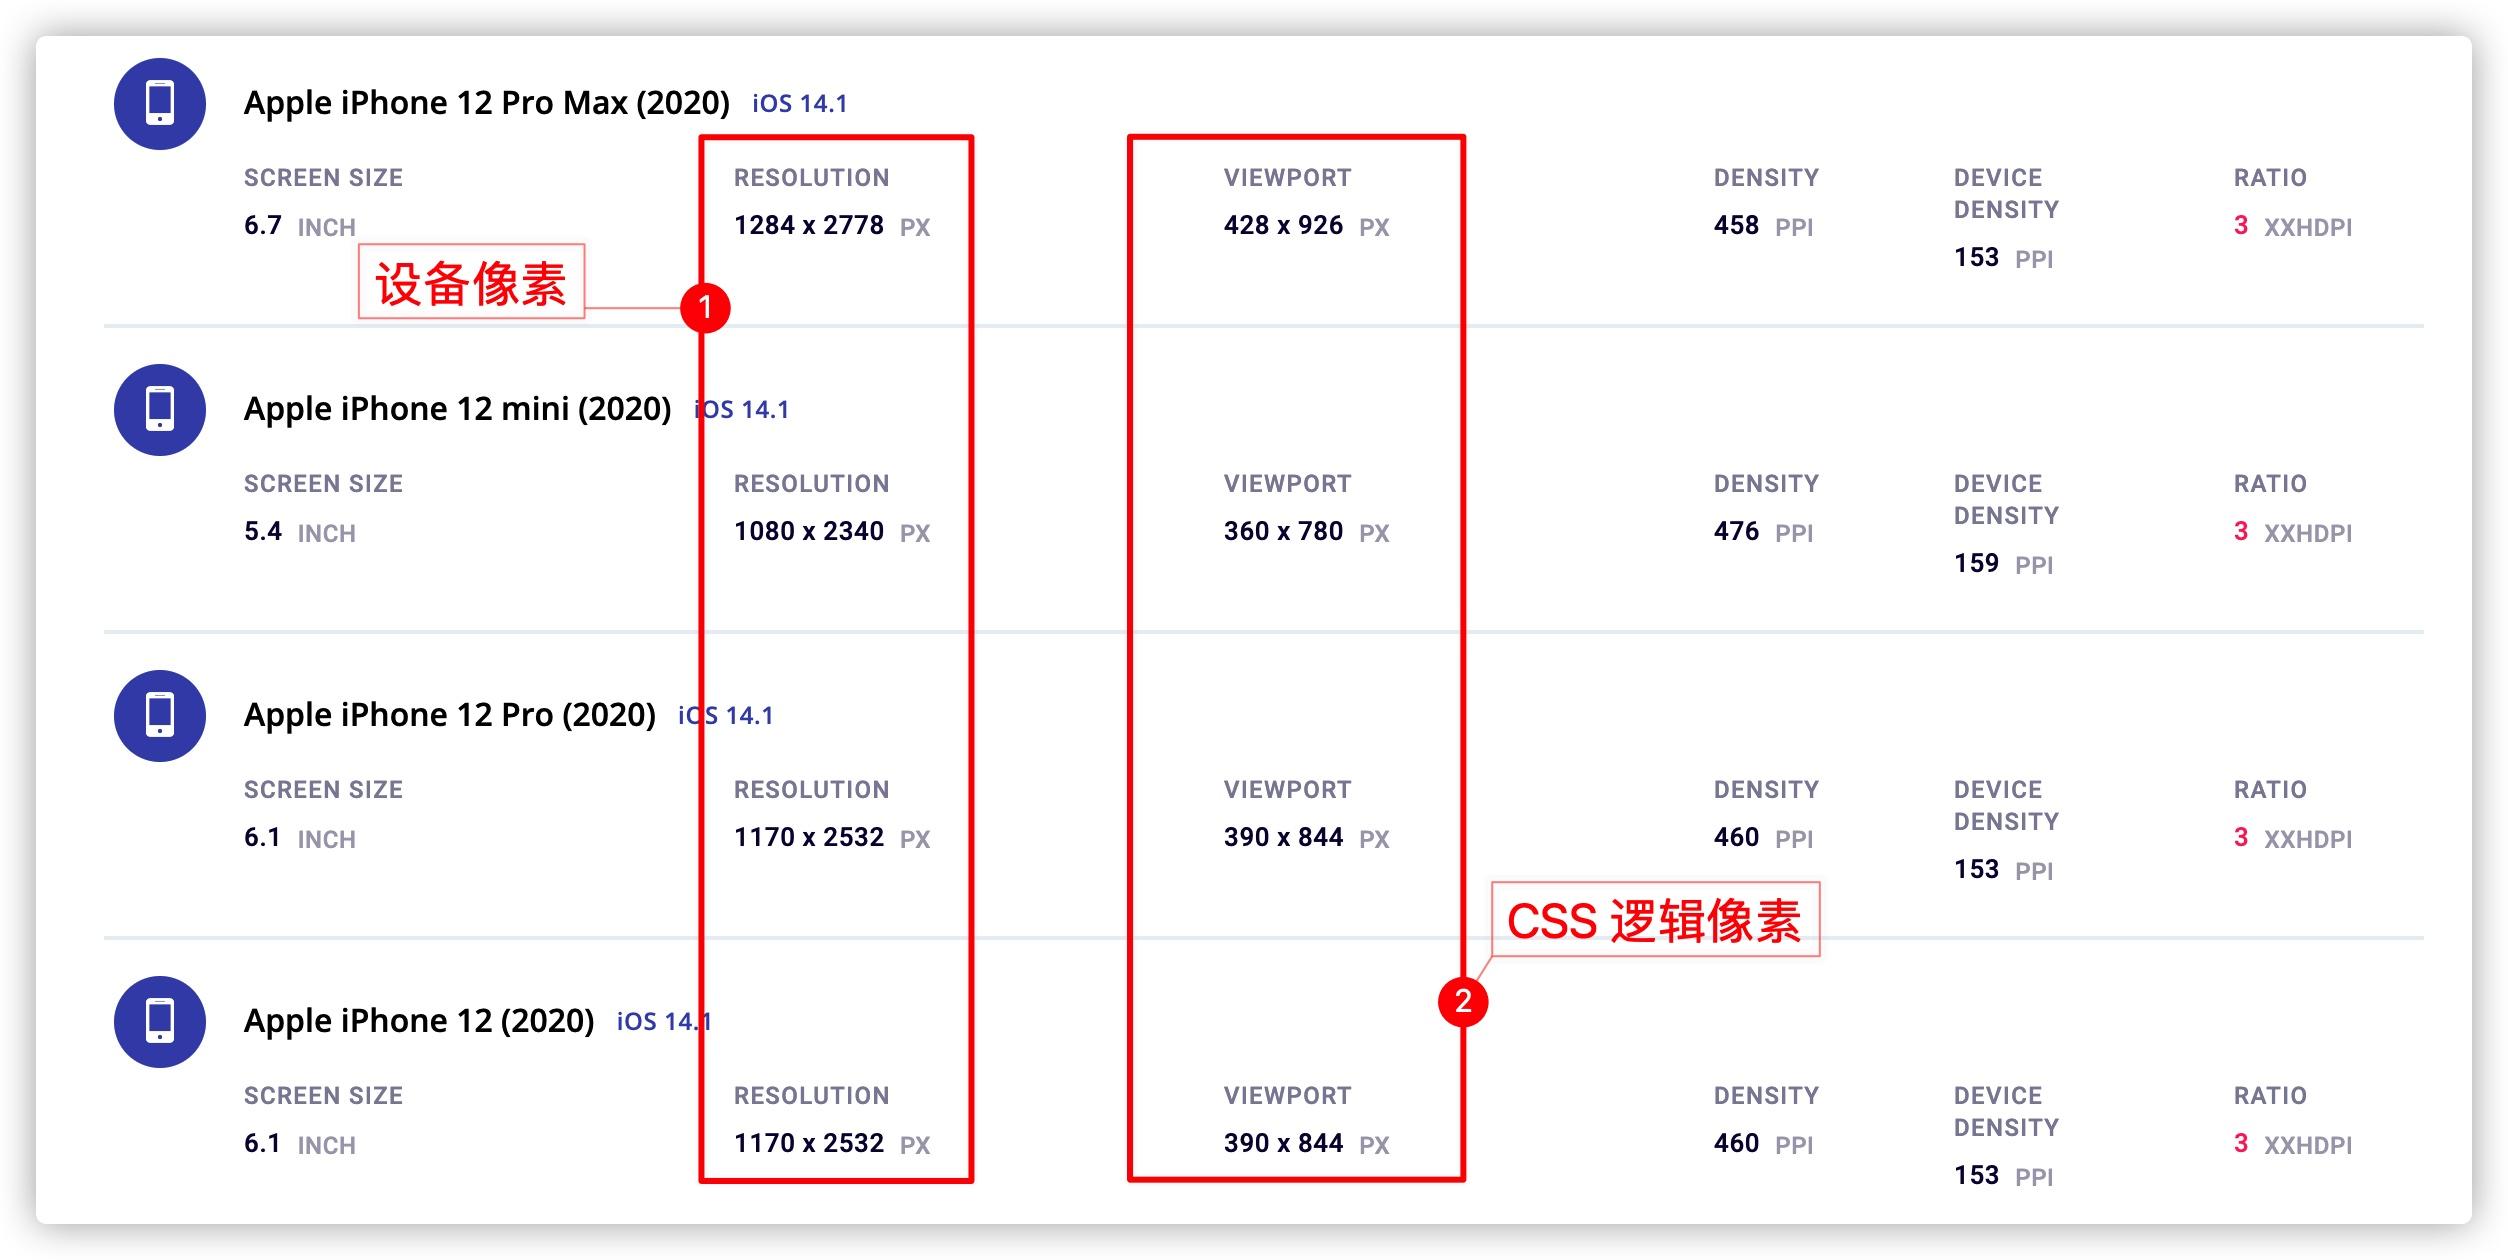 Apple iPhone 12 Pro Max (2020) iOS 14.1
SCREEN SIZE RESOLUTION VIEWPORT DENSITY DEVICE DENSITY RATIO
6.7 INCH 1284 x 2778 PX 428 x 926 PX 458 PPI 153 PPI 3 XXHDPI
设备像素
1
Apple iPhone 12 mini (2020) iOS 14.1
SCREEN SIZE RESOLUTION VIEWPORT DENSITY DEVICE DENSITY RATIO
5.4 INCH 1080 x 2340 PX 360 x 780 PX 476 PPI 159 PPI 3 XXHDPI
Apple iPhone 12 Pro (2020) iOS 14.1
SCREEN SIZE RESOLUTION VIEWPORT DENSITY DEVICE DENSITY RATIO
6.1 INCH 1170 x 2532 PX 390 x 844 PX 460 PPI 153 PPI 3 XXHDPI
CSS 逻辑像素
2
Apple iPhone 12 (2020) iOS 14.1
SCREEN SIZE RESOLUTION VIEWPORT DENSITY DEVICE DENSITY RATIO
6.1 INCH 1170 x 2532 PX 390 x 844 PX 460 PPI 153 PPI 3 XXHDPI